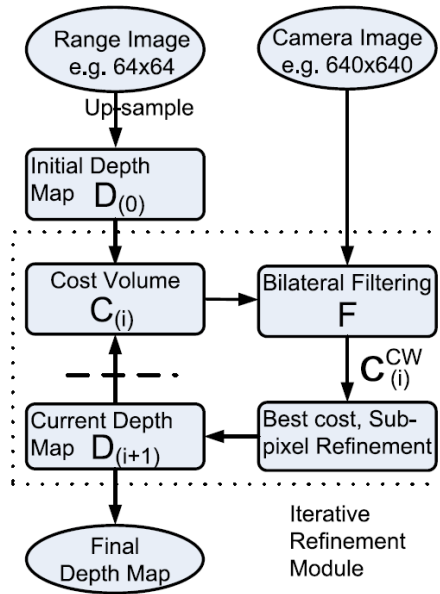 Range Image
e.g. 64x64
Camera Image
e.g. 640x640
Up-sample
Initial Depth
Map D(0)
Cost Volume
C(i)
Bilateral Filtering
F
C(i)CW
Current Depth
Map D(i+1)
Best cost, Sub-
pixel Refinement
Final
Depth Map
Iterative
Refinement
Module